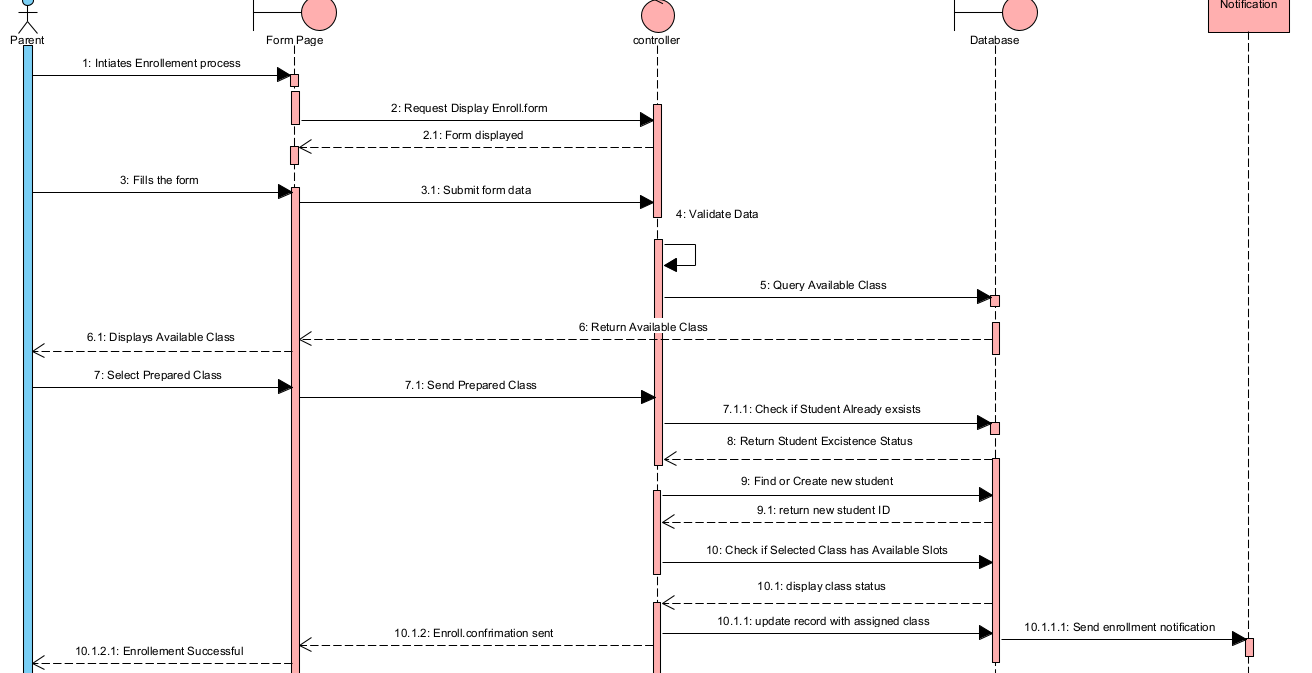 Notification
Parent
Form Page
controller
Database
1: Intiates Enrollement process
2: Request Display Enroll.form
2.1: Form displayed
3: Fills the form
3.1: Submit form data
4: Validate Data
5: Query Available Class
6: Return Available Class
6.1: Displays Available Class
7: Select Prepared Class
7.1: Send Prepared Class
7.1.1: Check if Student Already exsists
8: Return Student Excistence Status
9: Find or Create new student
9.1: return new student ID
10: Check if Selected Class has Available Slots
10.1: display class status
10.1.1: update record with assigned class
10.1.1.1: Send enrollment notification
10.1.2: Enroll.confrimation sent
10.1.2.1: Enrollement Successful